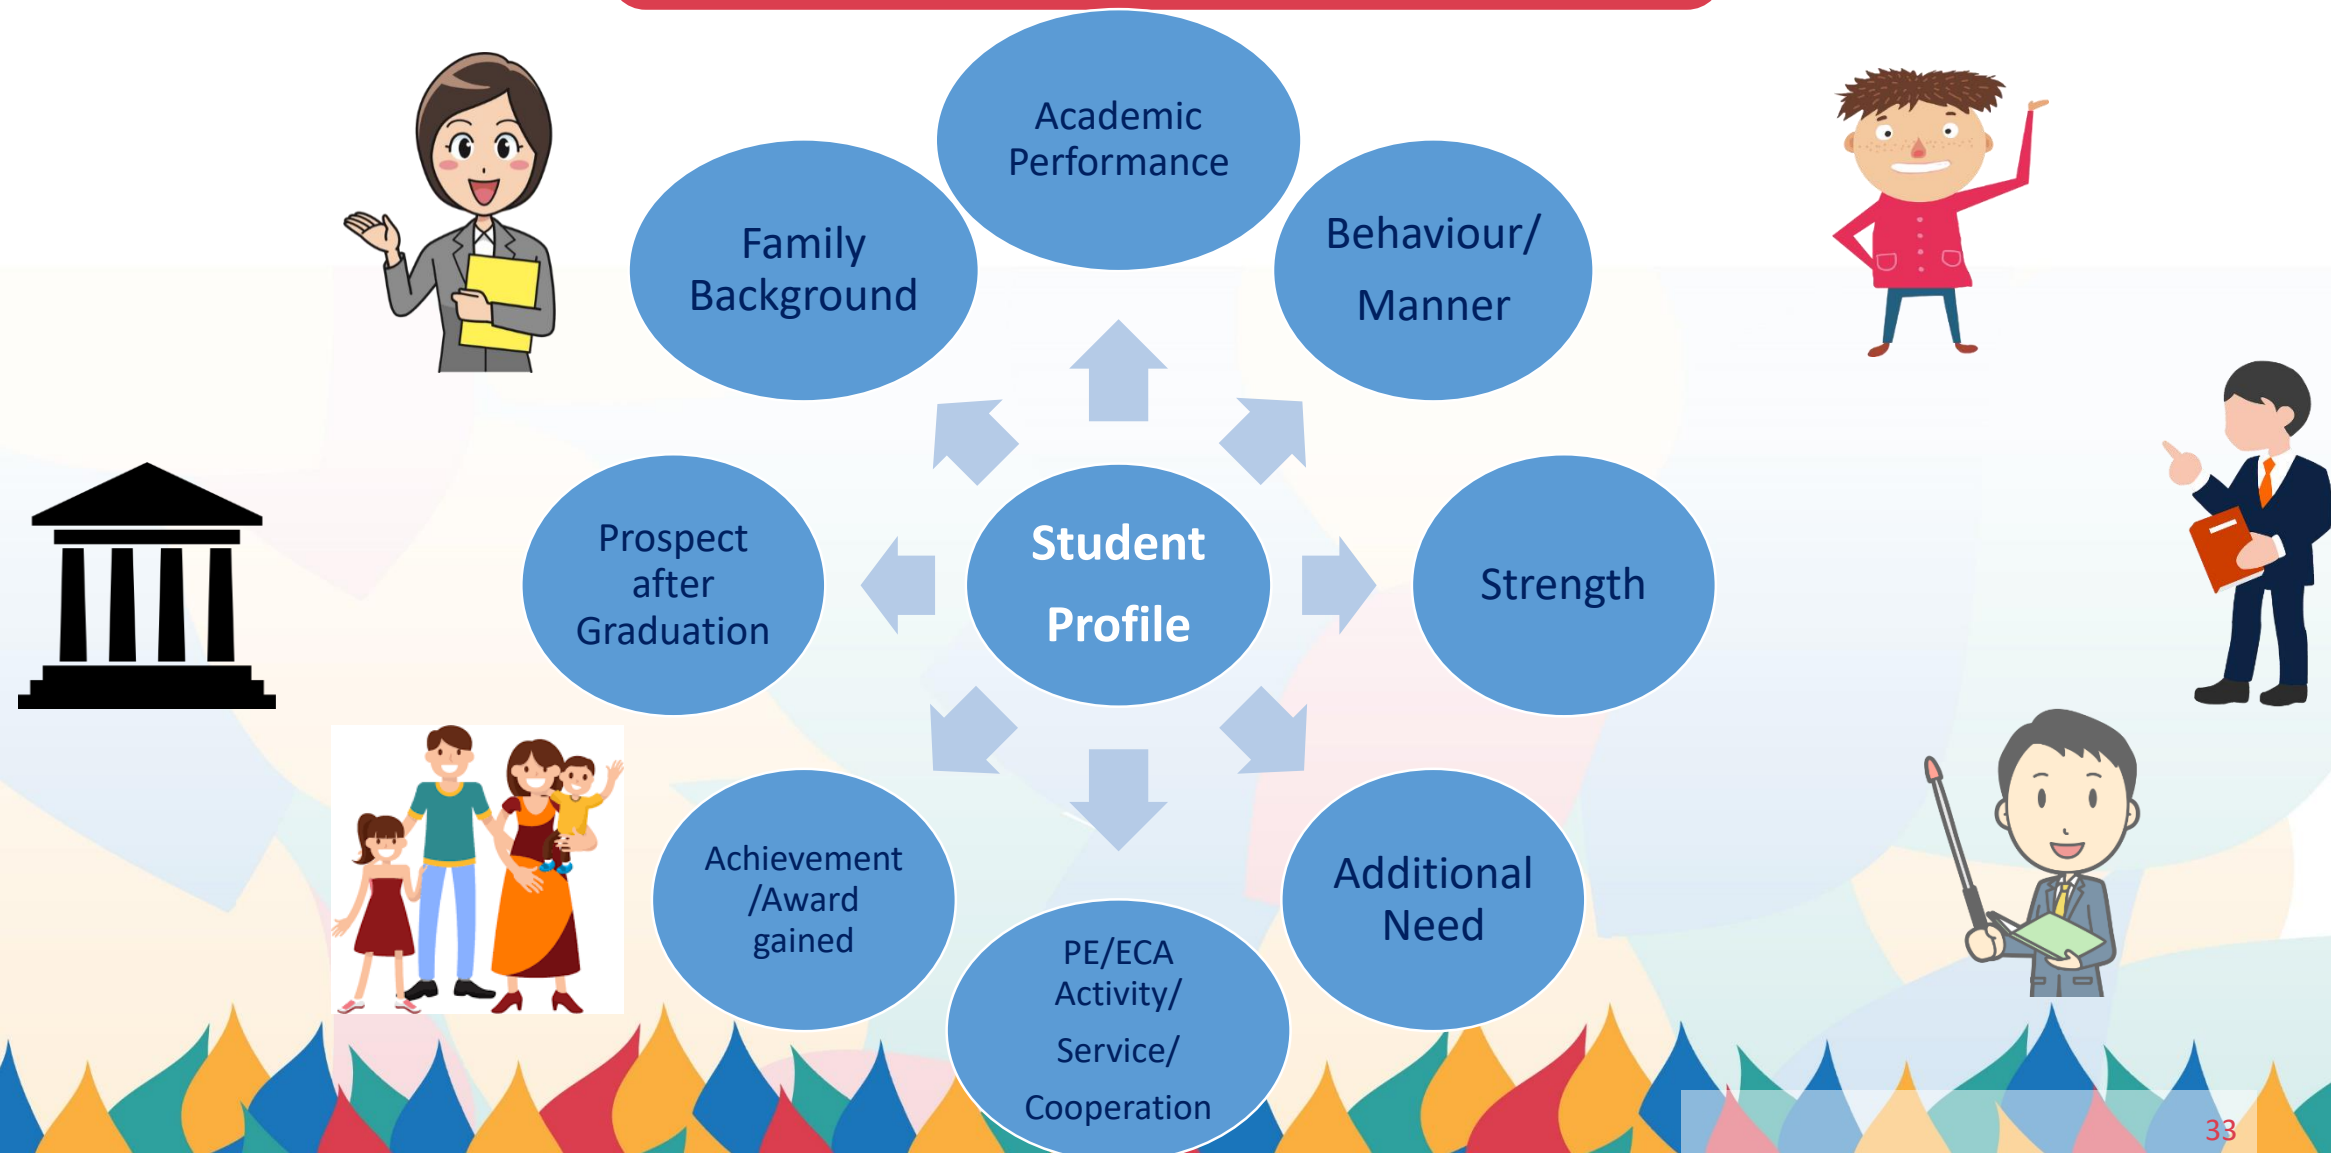 Academic
Performance
Behaviour/
Manner
Family
Background
Student
Profile
Strength
Prospect
after
Graduation
Additional
Need
Achievement
/Award
gained
PE/ECA
Activity/
Service/
Cooperation
33